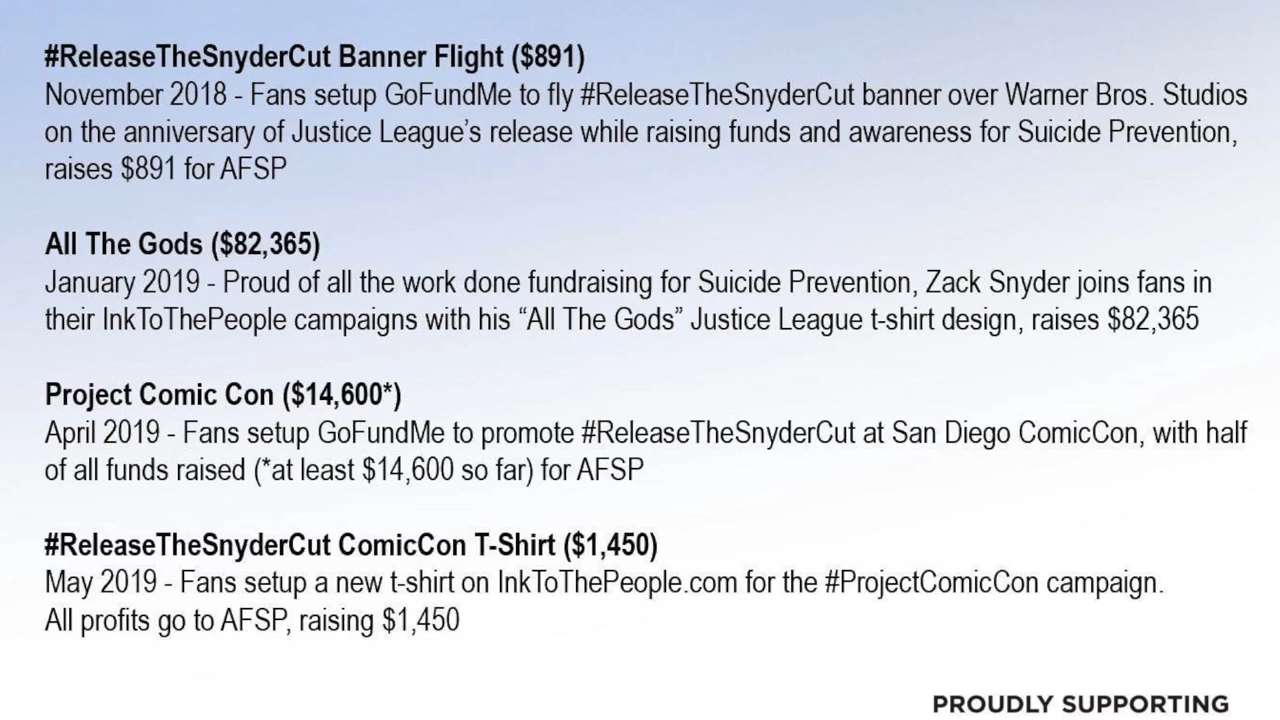 #ReleaseTheSnyderCut Banner Flight ($891)
November 2018 - Fans setup GoFundMe to fly #ReleaseTheSnyderCut banner over Warner Bros. Studios
on the anniversary of Justice League’s release while raising funds and awareness for Suicide Prevention,
raises $891 for AFSP
All The Gods ($82,365)
January 2019 - Proud of all the work done fundraising for Suicide Prevention, Zack Snyder joins fans in
their InkToThePeople campaigns with his “All The Gods” Justice League t-shirt design, raises $82,365
Project Comic Con ($14,600*)
April 2019 - Fans setup GoFundMe to promote #ReleaseTheSnyderCut at San Diego ComicCon, with half
of all funds raised (*at least $14,600 so far) for AFSP
#ReleaseTheSnyderCut ComicCon T-Shirt ($1,450)
May 2019 - Fans setup a new t-shirt on InkToThePeople.com for the #ProjectComicCon campaign.
All profits go to AFSP, raising $1,450
PROUDLY SUPPORTING